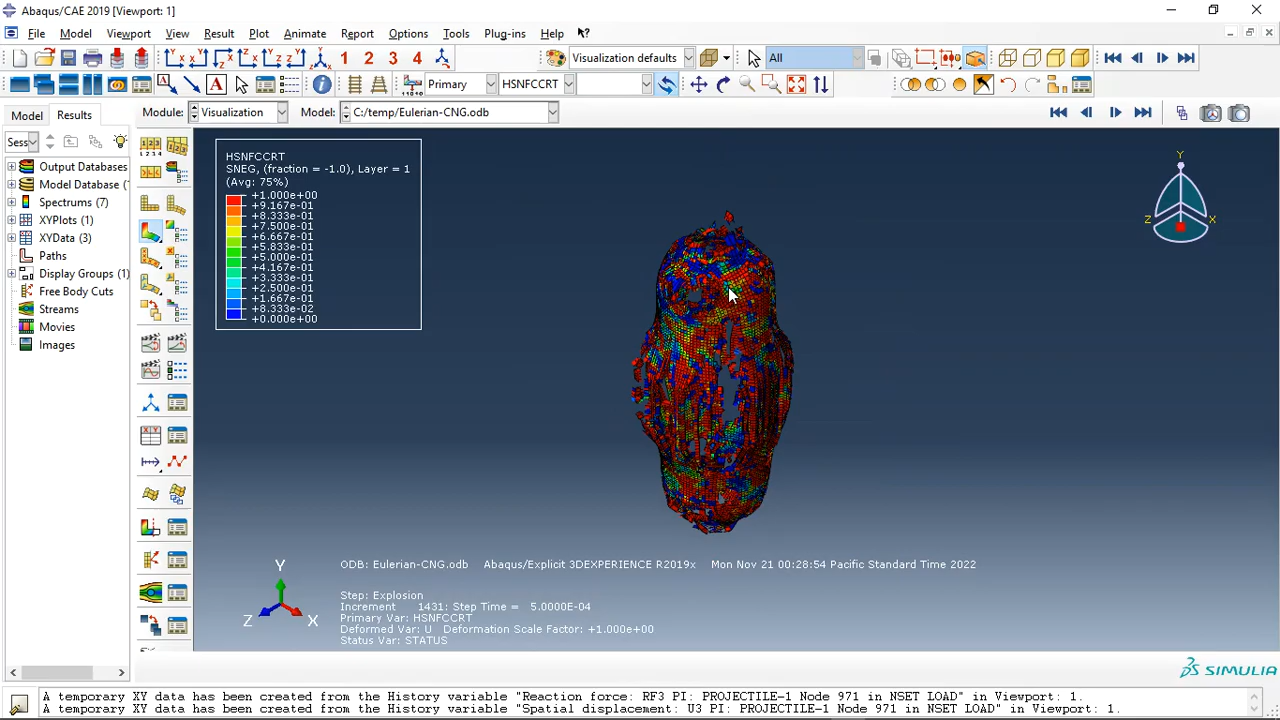 Abaqus/CAE 2019 [Viewport: 1]
File Model Viewport View Result Plot Animate Report Options Tools Plug-ins Help
1 2 3 4 Visualization defaults All
Primary HSNFCCRT
Model Results Module: Visualization Model: C:/temp/Eulerian-CNG.odb
Sess
Output Databases
Model Database (
Spectrums (7)
XYPlots (1)
XYData (3)
Paths
Display Groups (1)
Free Body Cuts
Streams
Movies
Images
HSNFCCRT
SNEG, (fraction = -1.0), Layer = 1
(Avg: 75%)
+1.000e+00
+9.167e-01
+8.333e-01
+7.500e-01
+6.667e-01
+5.833e-01
+5.000e-01
+4.167e-01
+3.333e-01
+2.500e-01
+1.667e-01
+8.333e-02
+0.000e+00
Y
Z X
Y
Z X
ODB: Eulerian-CNG.odb Abaqus/Explicit 3DEXPERIENCE R2019x Mon Nov 21 00:28:54 Pacific Standard Time 2022
Step: Explosion
Increment 1431: Step Time = 5.0000E-04
Primary Var: HSNFCCRT
Deformed Var: U Deformation Scale Factor: +1.000e+00
Status Var: STATUS
SIMULIA
A temporary XY data has been created from the History variable "Reaction force: RF3 PI: PROJECTILE-1 Node 971 in NSET LOAD" in Viewport: 1.
A temporary XY data has been created from the History variable "Spatial displacement: U3 PI: PROJECTILE-1 Node 971 in NSET LOAD" in Viewport: 1.